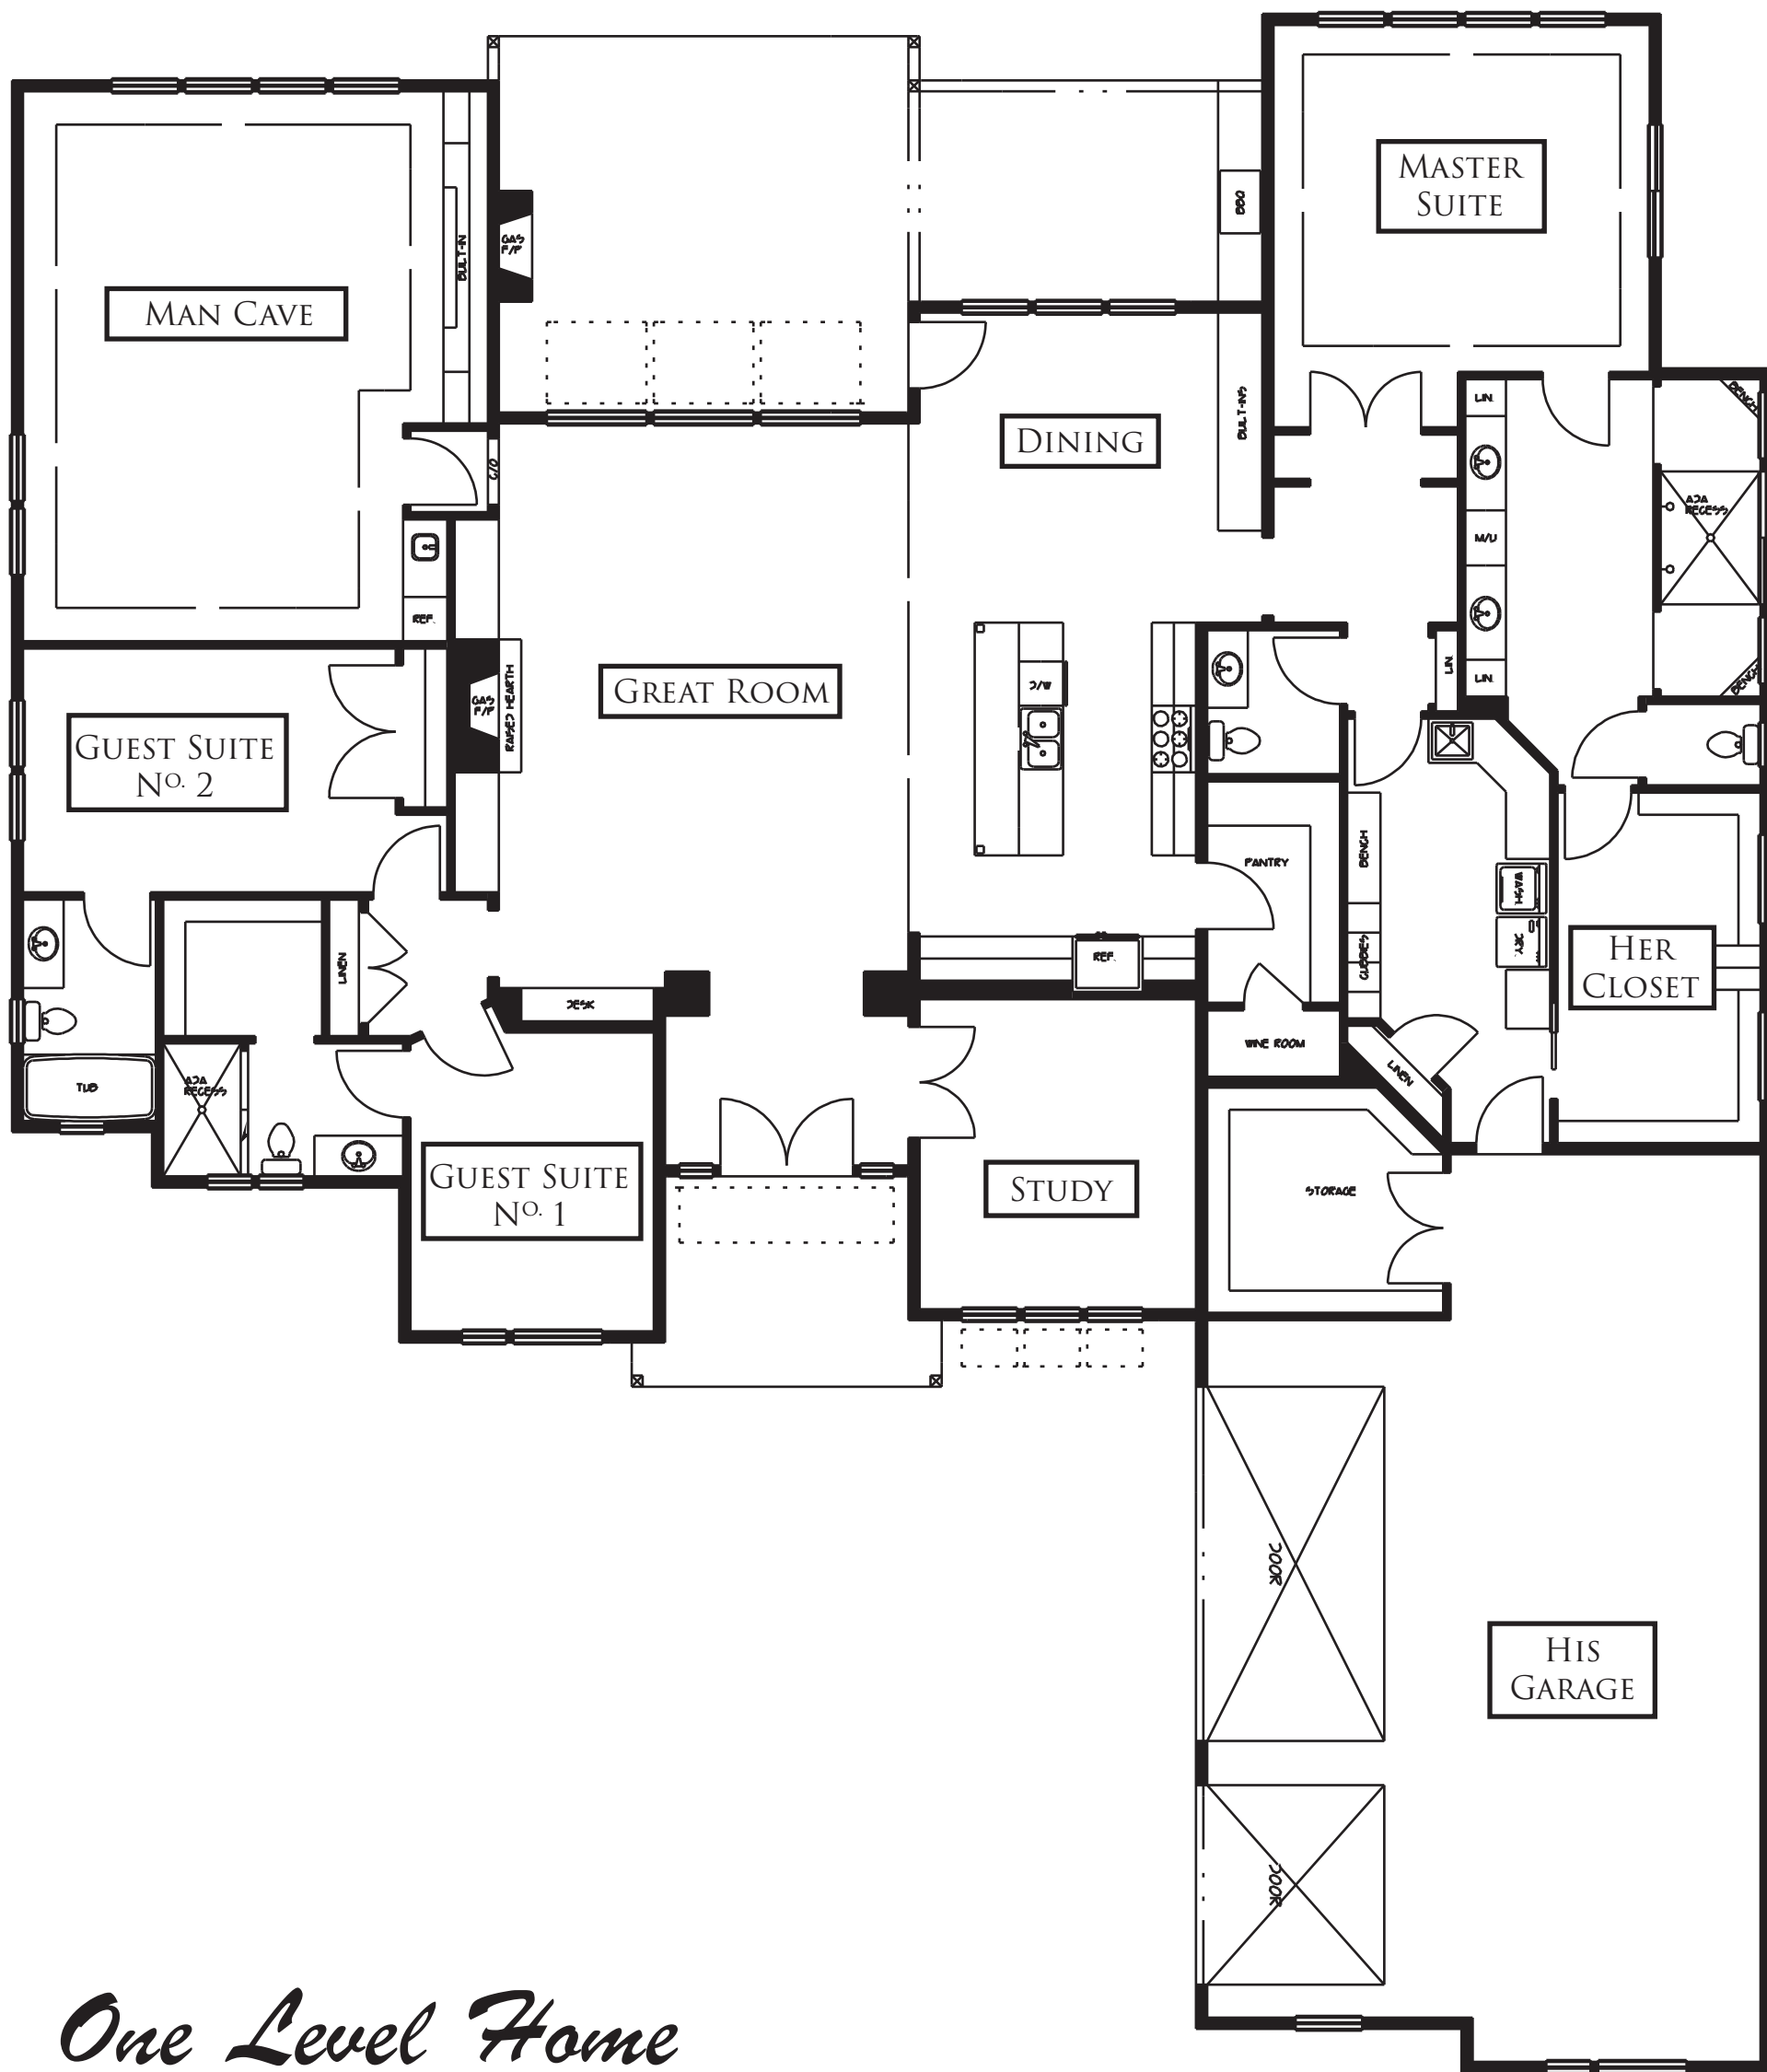 MASTER
SUITE
BBQ
GAS
F/P
BUILT-IN
MAN CAVE
BENCH
LIN.
BUILT-INS
DINING
C/O
ADA
RECESS
M/U
REF.
LIN.
LIN.
BENCH
D/W
GREAT ROOM
RAISED HEARTH
GAS
F/P
GUEST SUITE
NO. 2
PANTRY
BENCH
WASH
DRY.
CUBBIES
HER
CLOSET
REF.
LINEN
DESK
WINE ROOM
LINEN
TUB
ADA
RECESS
GUEST SUITE
NO. 1
STUDY
STORAGE
DOOR
HIS
GARAGE
DOOR
One Level Home